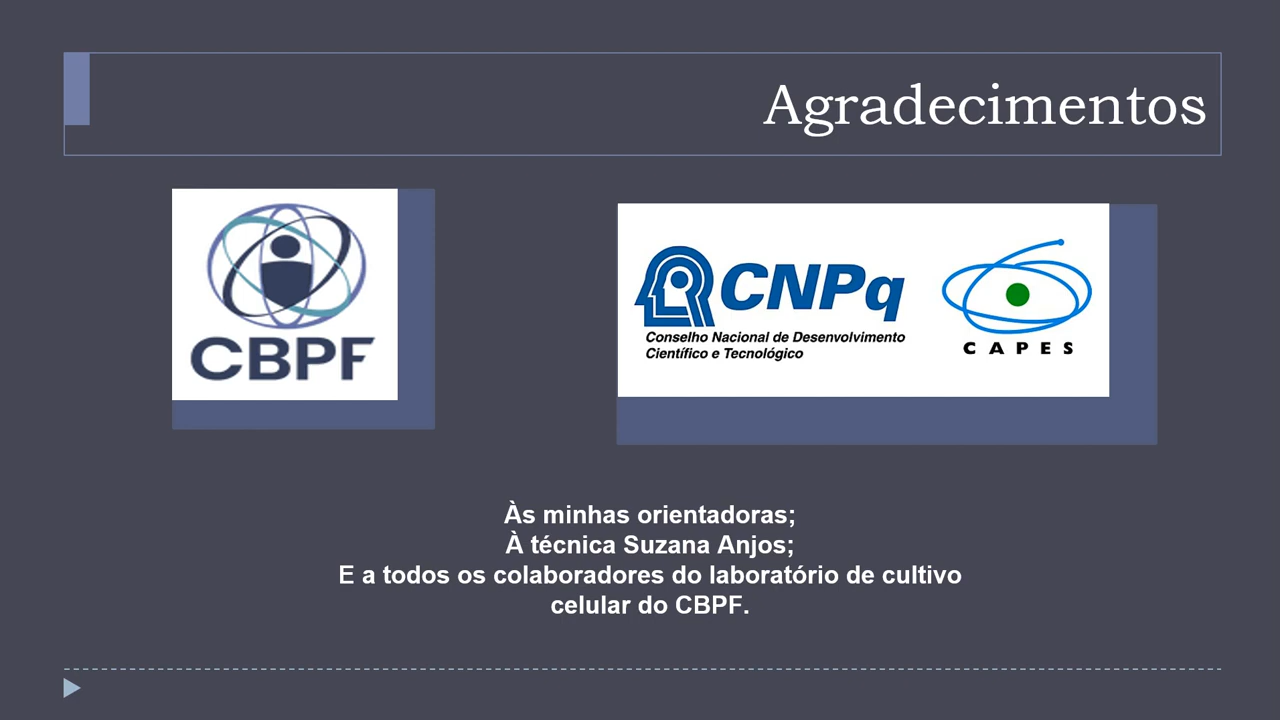 Agradecimentos
CBPF
CNPq
Conselho Nacional de Desenvolvimento
Científico e Tecnológico
CAPES
Às minhas orientadoras;
À técnica Suzana Anjos;
E a todos os colaboradores do laboratório de cultivo
celular do CBPF.